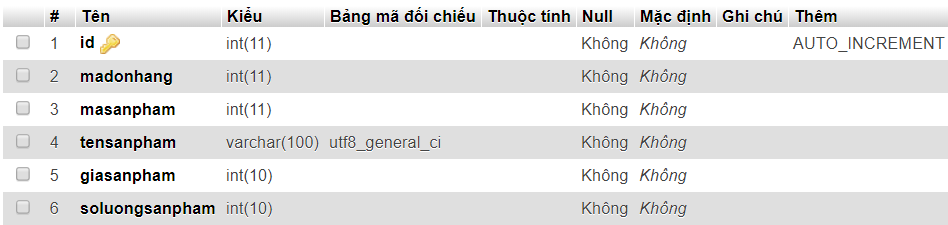 # Tên Kiểu Bảng mã đối chiếu Thuộc tính Null Mặc định Ghi chú Thêm
1 id int(11) Không Không AUTO_INCREMENT
2 madonhang int(11) Không Không
3 masanpham int(11) Không Không
4 tensanpham varchar(100) utf8_general_ci Không Không
5 giasanpham int(10) Không Không
6 soluongsanpham int(10) Không Không